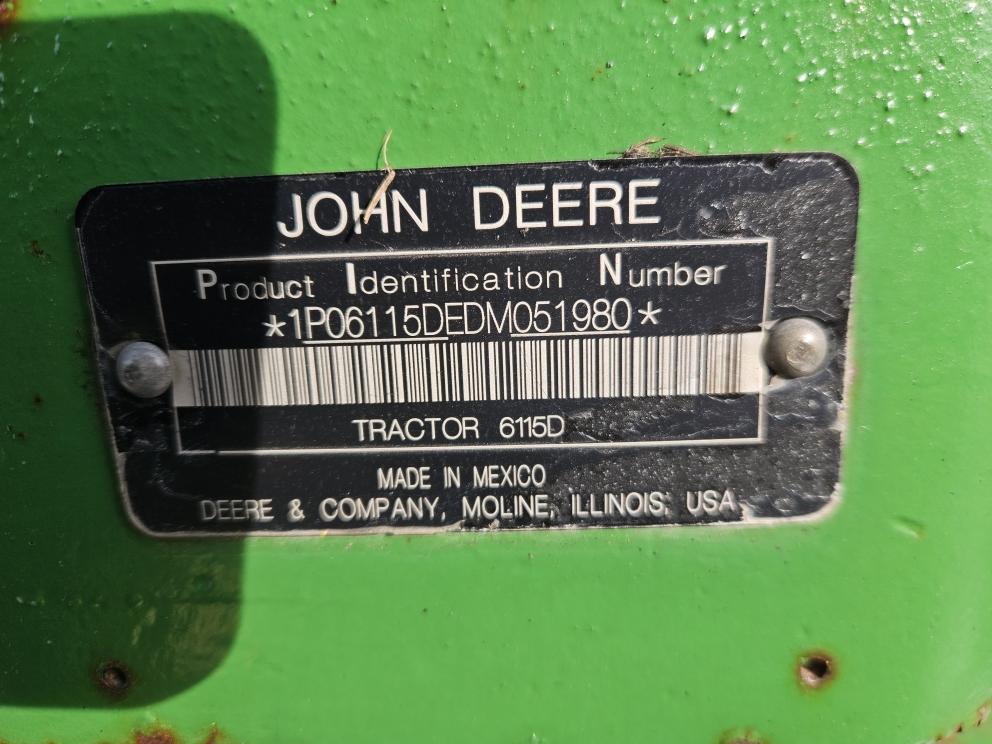 JOHN DEERE
Product Identification Number
*1P06115DEDM051980*
TRACTOR 6115D
MADE IN MEXICO
DEERE & COMPANY, MOLINE, ILLINOIS, USA